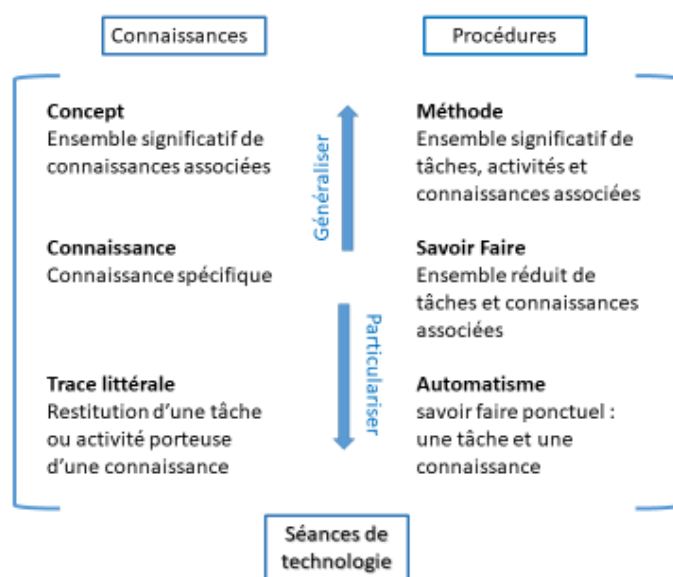 Connaissances
Procédures
Concept
Ensemble significatif de
connaissances associées
Connaissance
Connaissance spécifique
Trace littérale
Restitution d'une tâche
ou activité porteuse
d'une connaissance
Généraliser
Particulariser
Méthode
Ensemble significatif de
tâches, activités et
connaissances associées
Savoir Faire
Ensemble réduit de
tâches et connaissances
associées
Automatisme
savoir faire ponctuel :
une tâche et une
connaissance
Séances de
technologie